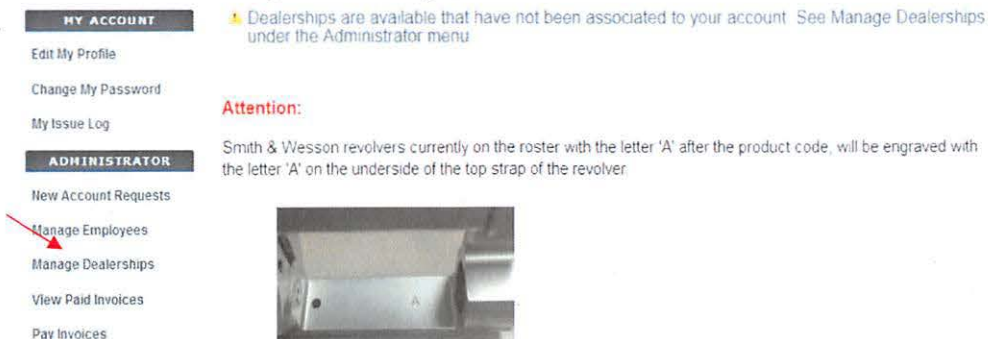 MY ACCOUNT
Edit My Profile
Change My Password
My Issue Log
ADMINISTRATOR
New Account Requests
Manage Employees
Manage Dealerships
View Paid Invoices
Pay Invoices
Dealerships are available that have not been associated to your account See Manage Dealerships
under the Administrator menu
Attention:
Smith & Wesson revolvers currently on the roster with the letter 'A' after the product code, will be engraved with
the letter 'A' on the underside of the top strap of the revolver
A